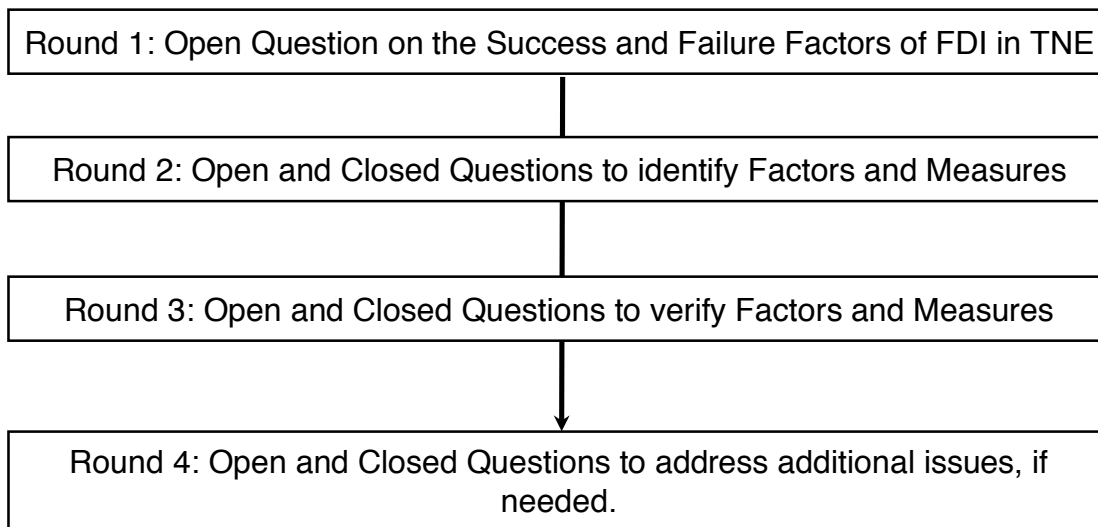 Round 1: Open Question on the Success and Failure Factors of FDI in TNE
Round 2: Open and Closed Questions to identify Factors and Measures
Round 3: Open and Closed Questions to verify Factors and Measures
Round 4: Open and Closed Questions to address additional issues, if
needed.